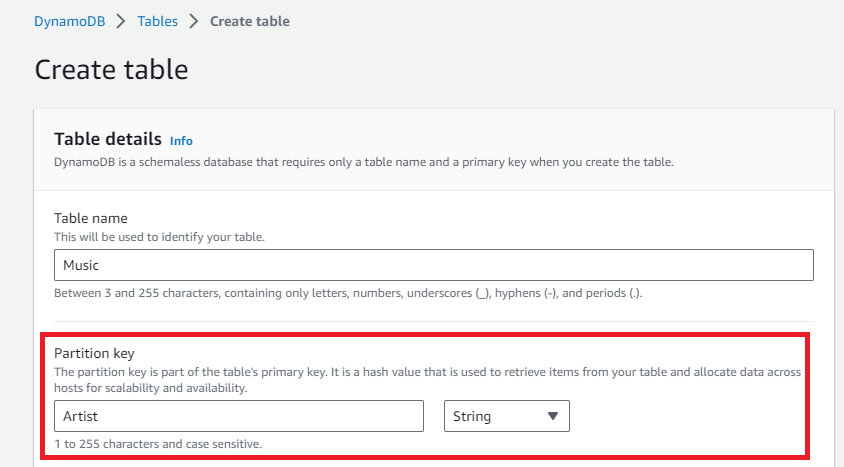 DynamoDB > Tables > Create table
Create table
Table details Info
DynamoDB is a schemaless database that requires only a table name and a primary key when you create the table.
Table name
This will be used to identify your table.
Music
Between 3 and 255 characters, containing only letters, numbers, underscores (_), hyphens (-), and periods (.).
Partition key
The partition key is part of the table's primary key. It is a hash value that is used to retrieve items from your table and allocate data across
hosts for scalability and availability.
Artist String
1 to 255 characters and case sensitive.